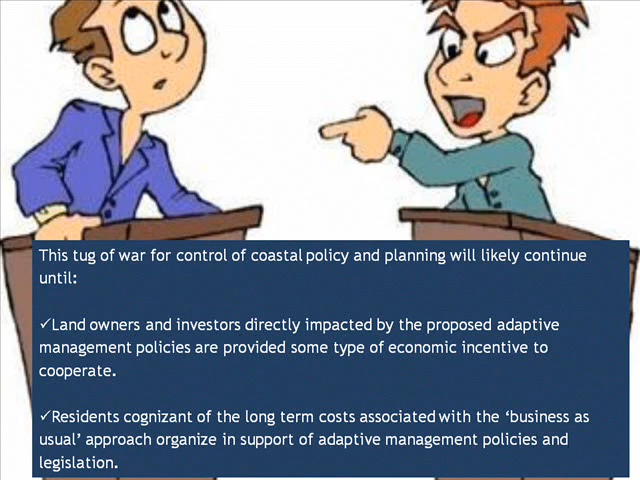 This tug of war for control of coastal policy and planning will likely continue
until:
✓Land owners and investors directly impacted by the proposed adaptive
management policies are provided some type of economic incentive to
cooperate.
✓Residents cognizant of the long term costs associated with the ‘business as
usual’ approach organize in support of adaptive management policies and
legislation.